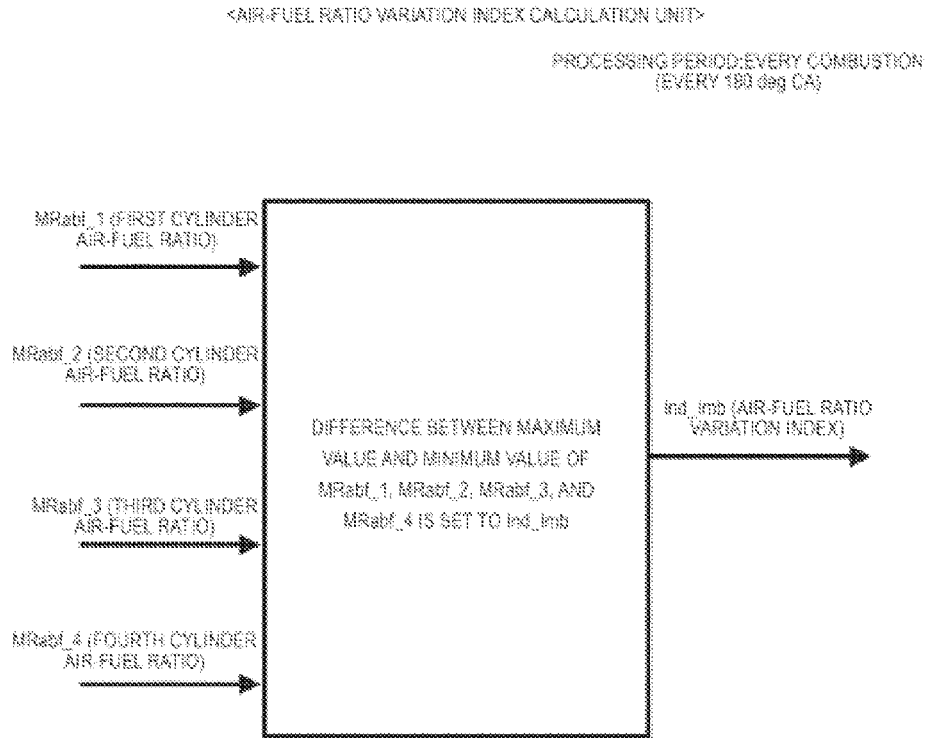 <AIR-FUEL RATIO VARIATION INDEX CALCULATION UNIT>
PROCESSING PERIOD:EVERY COMBUSTION
(EVERY 180 deg CA)
MRabf_1 (FIRST CYLINDER
AIR-FUEL RATIO)
MRabf_2 (SECOND CYLINDER
AIR-FUEL RATIO)
MRabf_3 (THIRD CYLINDER
AIR-FUEL RATIO)
MRabf_4 (FOURTH CYLINDER
AIR-FUEL RATIO)
DIFFERENCE BETWEEN MAXIMUM
VALUE AND MINIMUM VALUE OF
MRabf_1, MRabf_2, MRabf_3, AND
MRabf_4 IS SET TO Ind_Imb
Ind_Imb (AIR-FUEL RATIO
VARIATION INDEX)